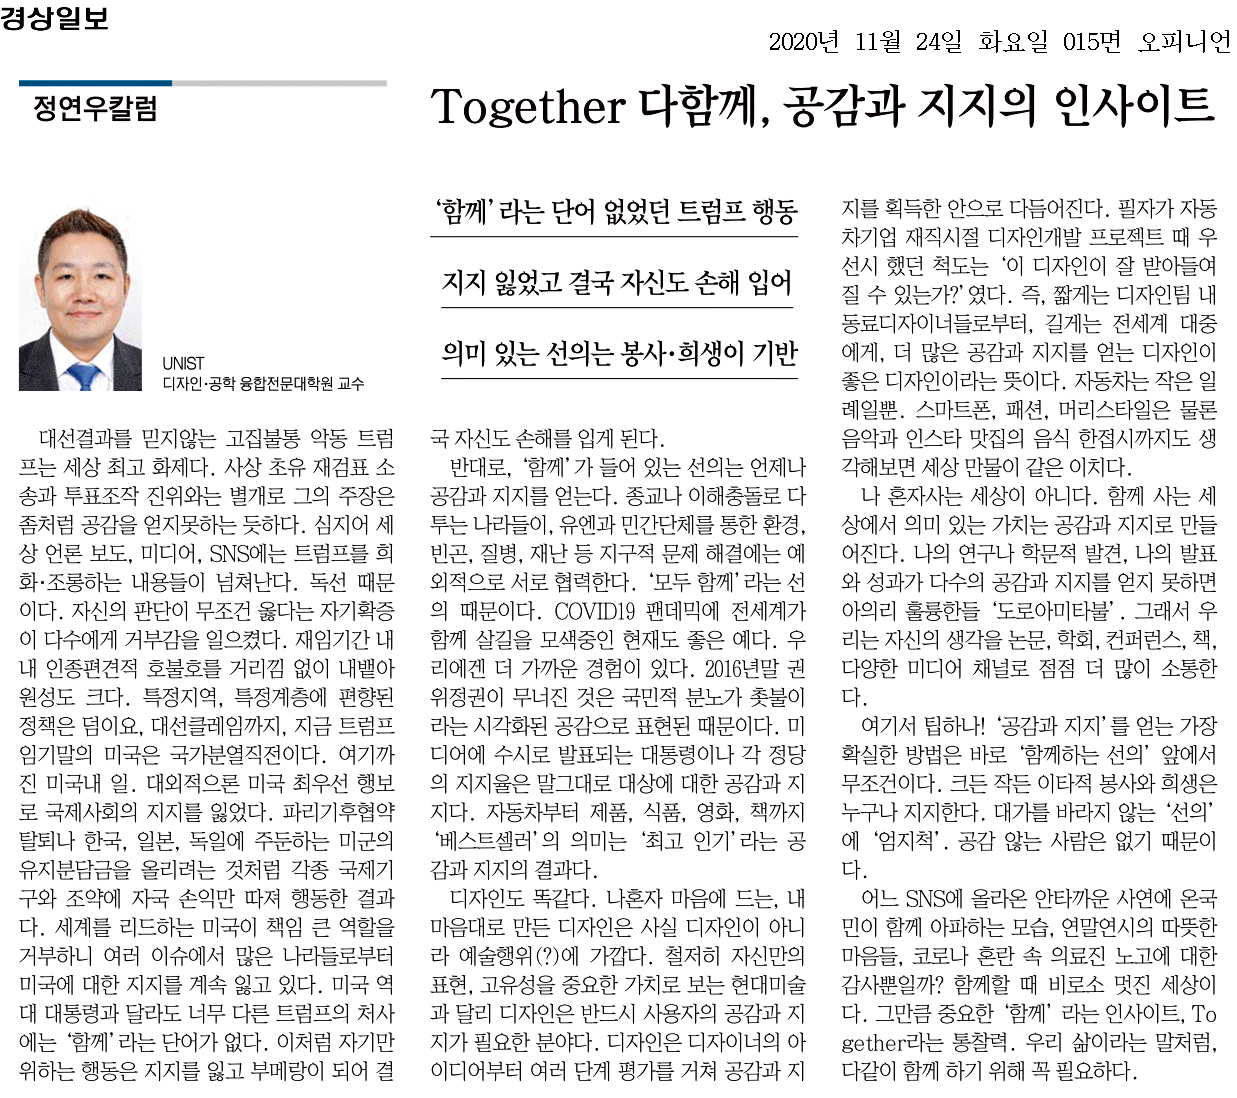 경상일보
2020년 11월 24일 화요일 015면 오피니언
정연우칼럼
Together 다함께, 공감과 지지의 인사이트
UNIST
디자인·공학 융합전문대학원 교수
‘함께’라는 단어 없었던 트럼프 행동
지지 잃었고 결국 자신도 손해 입어
의미 있는 선의는 봉사·희생이 기반
대선결과를 믿지않는 고집불통 악동 트럼
프는 세상 최고 화제다. 사상 초유 재검표 소
송과 투표조작 진위와는 별개로 그의 주장은
좀처럼 공감을 얻지못하는 듯하다. 심지어 세
상 언론 보도, 미디어, SNS에는 트럼프를 희
화·조롱하는 내용들이 넘쳐난다. 독선 때문
이다. 자신의 판단이 무조건 옳다는 자기확증
이 다수에게 거부감을 일으켰다. 재임기간 내
내 인종편견적 호불호를 거리낌 없이 내뱉아
원성도 크다. 특정지역, 특정계층에 편향된
정책은 덤이요, 대선클레임까지, 지금 트럼프
임기말의 미국은 국가분열직전이다. 여기까
진 미국내 일. 대외적으론 미국 최우선 행보
로 국제사회의 지지를 잃었다. 파리기후협약
탈퇴나 한국, 일본, 독일에 주둔하는 미군의
유지분담금을 올리려는 것처럼 각종 국제기
구와 조약에 자국 손익만 따져 행동한 결과
다. 세계를 리드하는 미국이 책임 큰 역할을
거부하니 여러 이슈에서 많은 나라들로부터
미국에 대한 지지를 계속 잃고 있다. 미국 역
대 대통령과 달라도 너무 다른 트럼프의 처사
에는 ‘함께’라는 단어가 없다. 이처럼 자기만
위하는 행동은 지지를 잃고 부메랑이 되어 결
국 자신도 손해를 입게 된다.
반대로, ‘함께’가 들어 있는 선의는 언제나
공감과 지지를 얻는다. 종교나 이해충돌로 다
투는 나라들이, 유엔과 민간단체를 통한 환경,
빈곤, 질병, 재난 등 지구적 문제 해결에는 예
외적으로 서로 협력한다. ‘모두 함께’라는 선
의 때문이다. COVID19 팬데믹에 전세계가
함께 살길을 모색중인 현재도 좋은 예다. 우
리에겐 더 가까운 경험이 있다. 2016년말 권
위정권이 무너진 것은 국민적 분노가 촛불이
라는 시각화된 공감으로 표현된 때문이다. 미
디어에 수시로 발표되는 대통령이나 각 정당
의 지지율은 말그대로 대상에 대한 공감과 지
지다. 자동차부터 제품, 식품, 영화, 책까지
‘베스트셀러’의 의미는 ‘최고 인기’라는 공
감과 지지의 결과다.
디자인도 똑같다. 나혼자 마음에 드는, 내
마음대로 만든 디자인은 사실 디자인이 아니
라 예술행위(?)에 가깝다. 철저히 자신만의
표현, 고유성을 중요한 가치로 보는 현대미술
과 달리 디자인은 반드시 사용자의 공감과 지
지가 필요한 분야다. 디자인은 디자이너의 아
이디어부터 여러 단계 평가를 거쳐 공감과 지
지를 획득한 안으로 다듬어진다. 필자가 자동
차기업 재직시절 디자인개발 프로젝트 때 우
선시 했던 척도는 ‘이 디자인이 잘 받아들여
질 수 있는가?’였다. 즉, 짧게는 디자인팀 내
동료디자이너들로부터, 길게는 전세계 대중
에게, 더 많은 공감과 지지를 얻는 디자인이
좋은 디자인이라는 뜻이다. 자동차는 작은 일
례일뿐. 스마트폰, 패션, 머리스타일은 물론
음악과 인스타 맛집의 음식 한접시까지도 생
각해보면 세상 만물이 같은 이치다.
나 혼자사는 세상이 아니다. 함께 사는 세
상에서 의미 있는 가치는 공감과 지지로 만들
어진다. 나의 연구나 학문적 발견, 나의 발표
와 성과가 다수의 공감과 지지를 얻지 못하면
아의리 훌륭한들 ‘도로아미타불’. 그래서 우
리는 자신의 생각을 논문, 학회, 컨퍼런스, 책,
다양한 미디어 채널로 점점 더 많이 소통한
다.
여기서 팁하나! ‘공감과 지지’를 얻는 가장
확실한 방법은 바로 ‘함께하는 선의’ 앞에서
무조건이다. 크든 작든 이타적 봉사와 희생은
누구나 지지한다. 대가를 바라지 않는 ‘선의’
에 ‘엄지척’. 공감 않는 사람은 없기 때문이
다.
어느 SNS에 올라온 안타까운 사연에 온국
민이 함께 아파하는 모습, 연말연시의 따뜻한
마음들, 코로나 혼란 속 의료진 노고에 대한
감사뿐일까? 함께할 때 비로소 멋진 세상이
다. 그만큼 중요한 ‘함께’ 라는 인사이트, To
gether라는 통찰력. 우리 삶이라는 말처럼,
다같이 함께 하기 위해 꼭 필요하다.